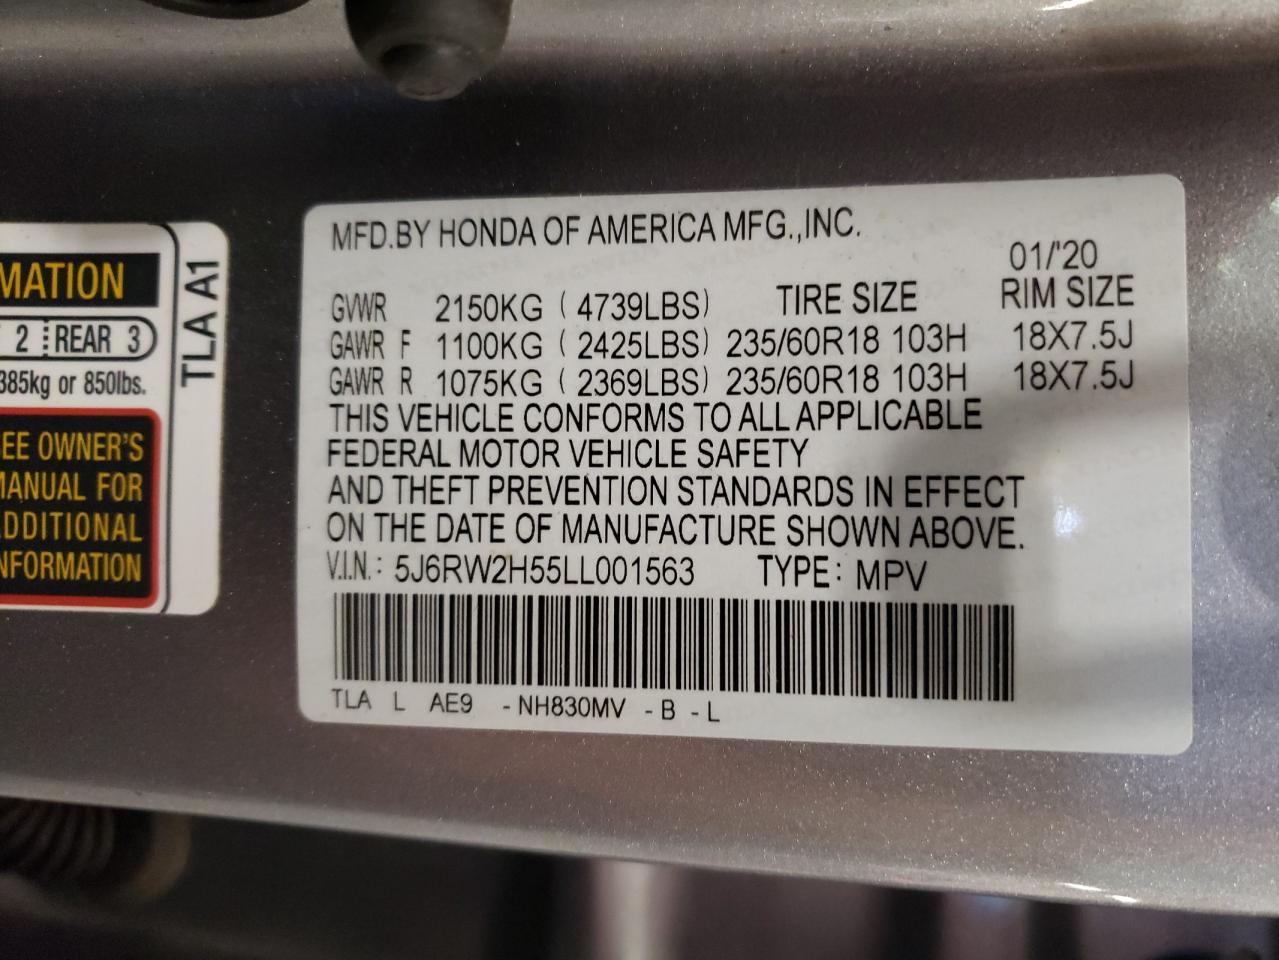 MATION
2 REAR 3
385kg or 850lbs.
EE OWNER'S
ANUAL FOR
DDITIONAL
NFORMATION
TLA A1
MFD.BY HONDA OF AMERICA MFG.,INC.
01/'20
GVWR 2150KG ( 4739LBS) TIRE SIZE RIM SIZE
GAWR F 1100KG ( 2425LBS) 235/60R18 103H 18X7.5J
GAWR R 1075KG ( 2369LBS) 235/60R18 103H 18X7.5J
THIS VEHICLE CONFORMS TO ALL APPLICABLE
FEDERAL MOTOR VEHICLE SAFETY
AND THEFT PREVENTION STANDARDS IN EFFECT
ON THE DATE OF MANUFACTURE SHOWN ABOVE.
V.I.N.: 5J6RW2H55LL001563 TYPE: MPV
TLA L AE9 - NH830MV - B - L